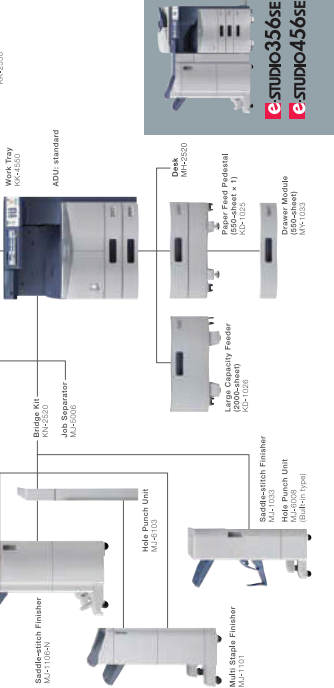 Work Tray
KK-4550
ADU: standard
Desk
MH-2520
Paper Feed Pedestal
(550-sheet x 1)
KD-1025
Drawer Module
(550-sheet)
MY-1033
Large Capacity Feeder
(2000-sheet)
KD-1026
Bridge Kit
KN-2520
Job Separator
MJ-5006
Hole Punch Unit
MJ-6103
Saddle-stitch Finisher
MJ-1106-N
Multi Staple Finisher
MJ-1101
Saddle-stitch Finisher
MJ-1033
Hole Punch Unit
MJ-6008
(Built-in type)
e-STUDIO356SE
e-STUDIO456SE